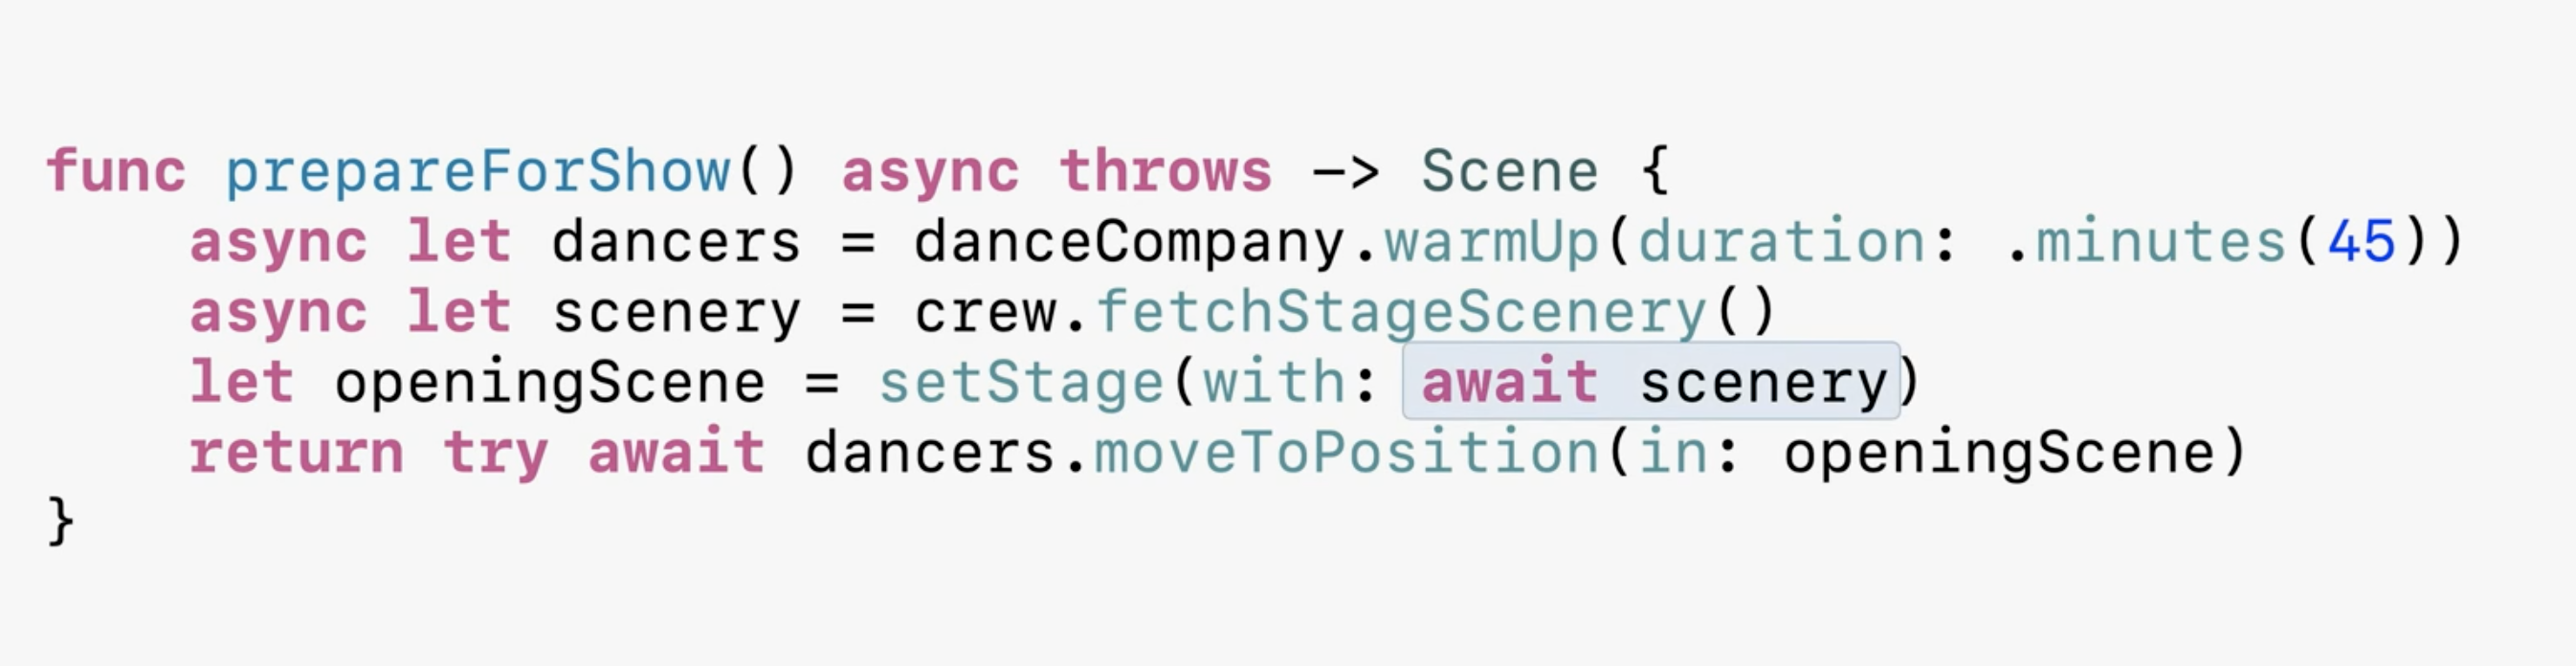 func prepareForShow() async throws -> Scene {
    async let dancers = danceCompany.warmUp(duration: .minutes(45))
    async let scenery = crew.fetchStageScenery()
    let openingScene = setStage(with: await scenery)
    return try await dancers.moveToPosition(in: openingScene)
}